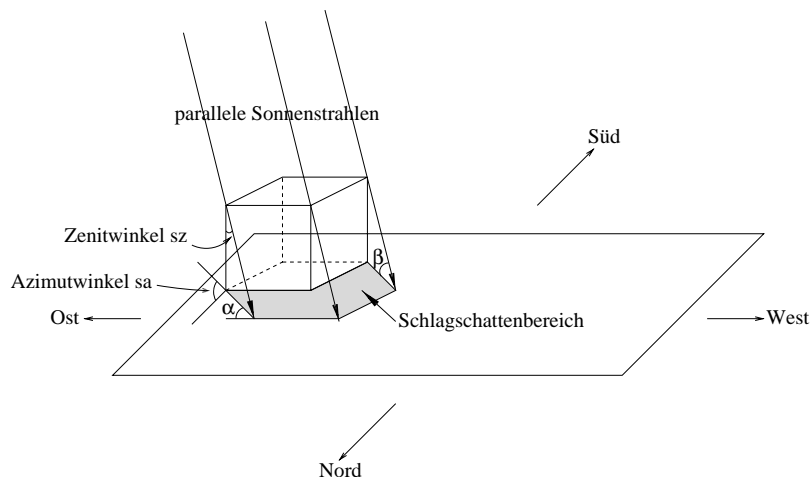 parallele Sonnenstrahlen
Süd
Zenitwinkel sz
β
Azimutwinkel sa
α
Ost
Schlagschattenbereich
West
Nord